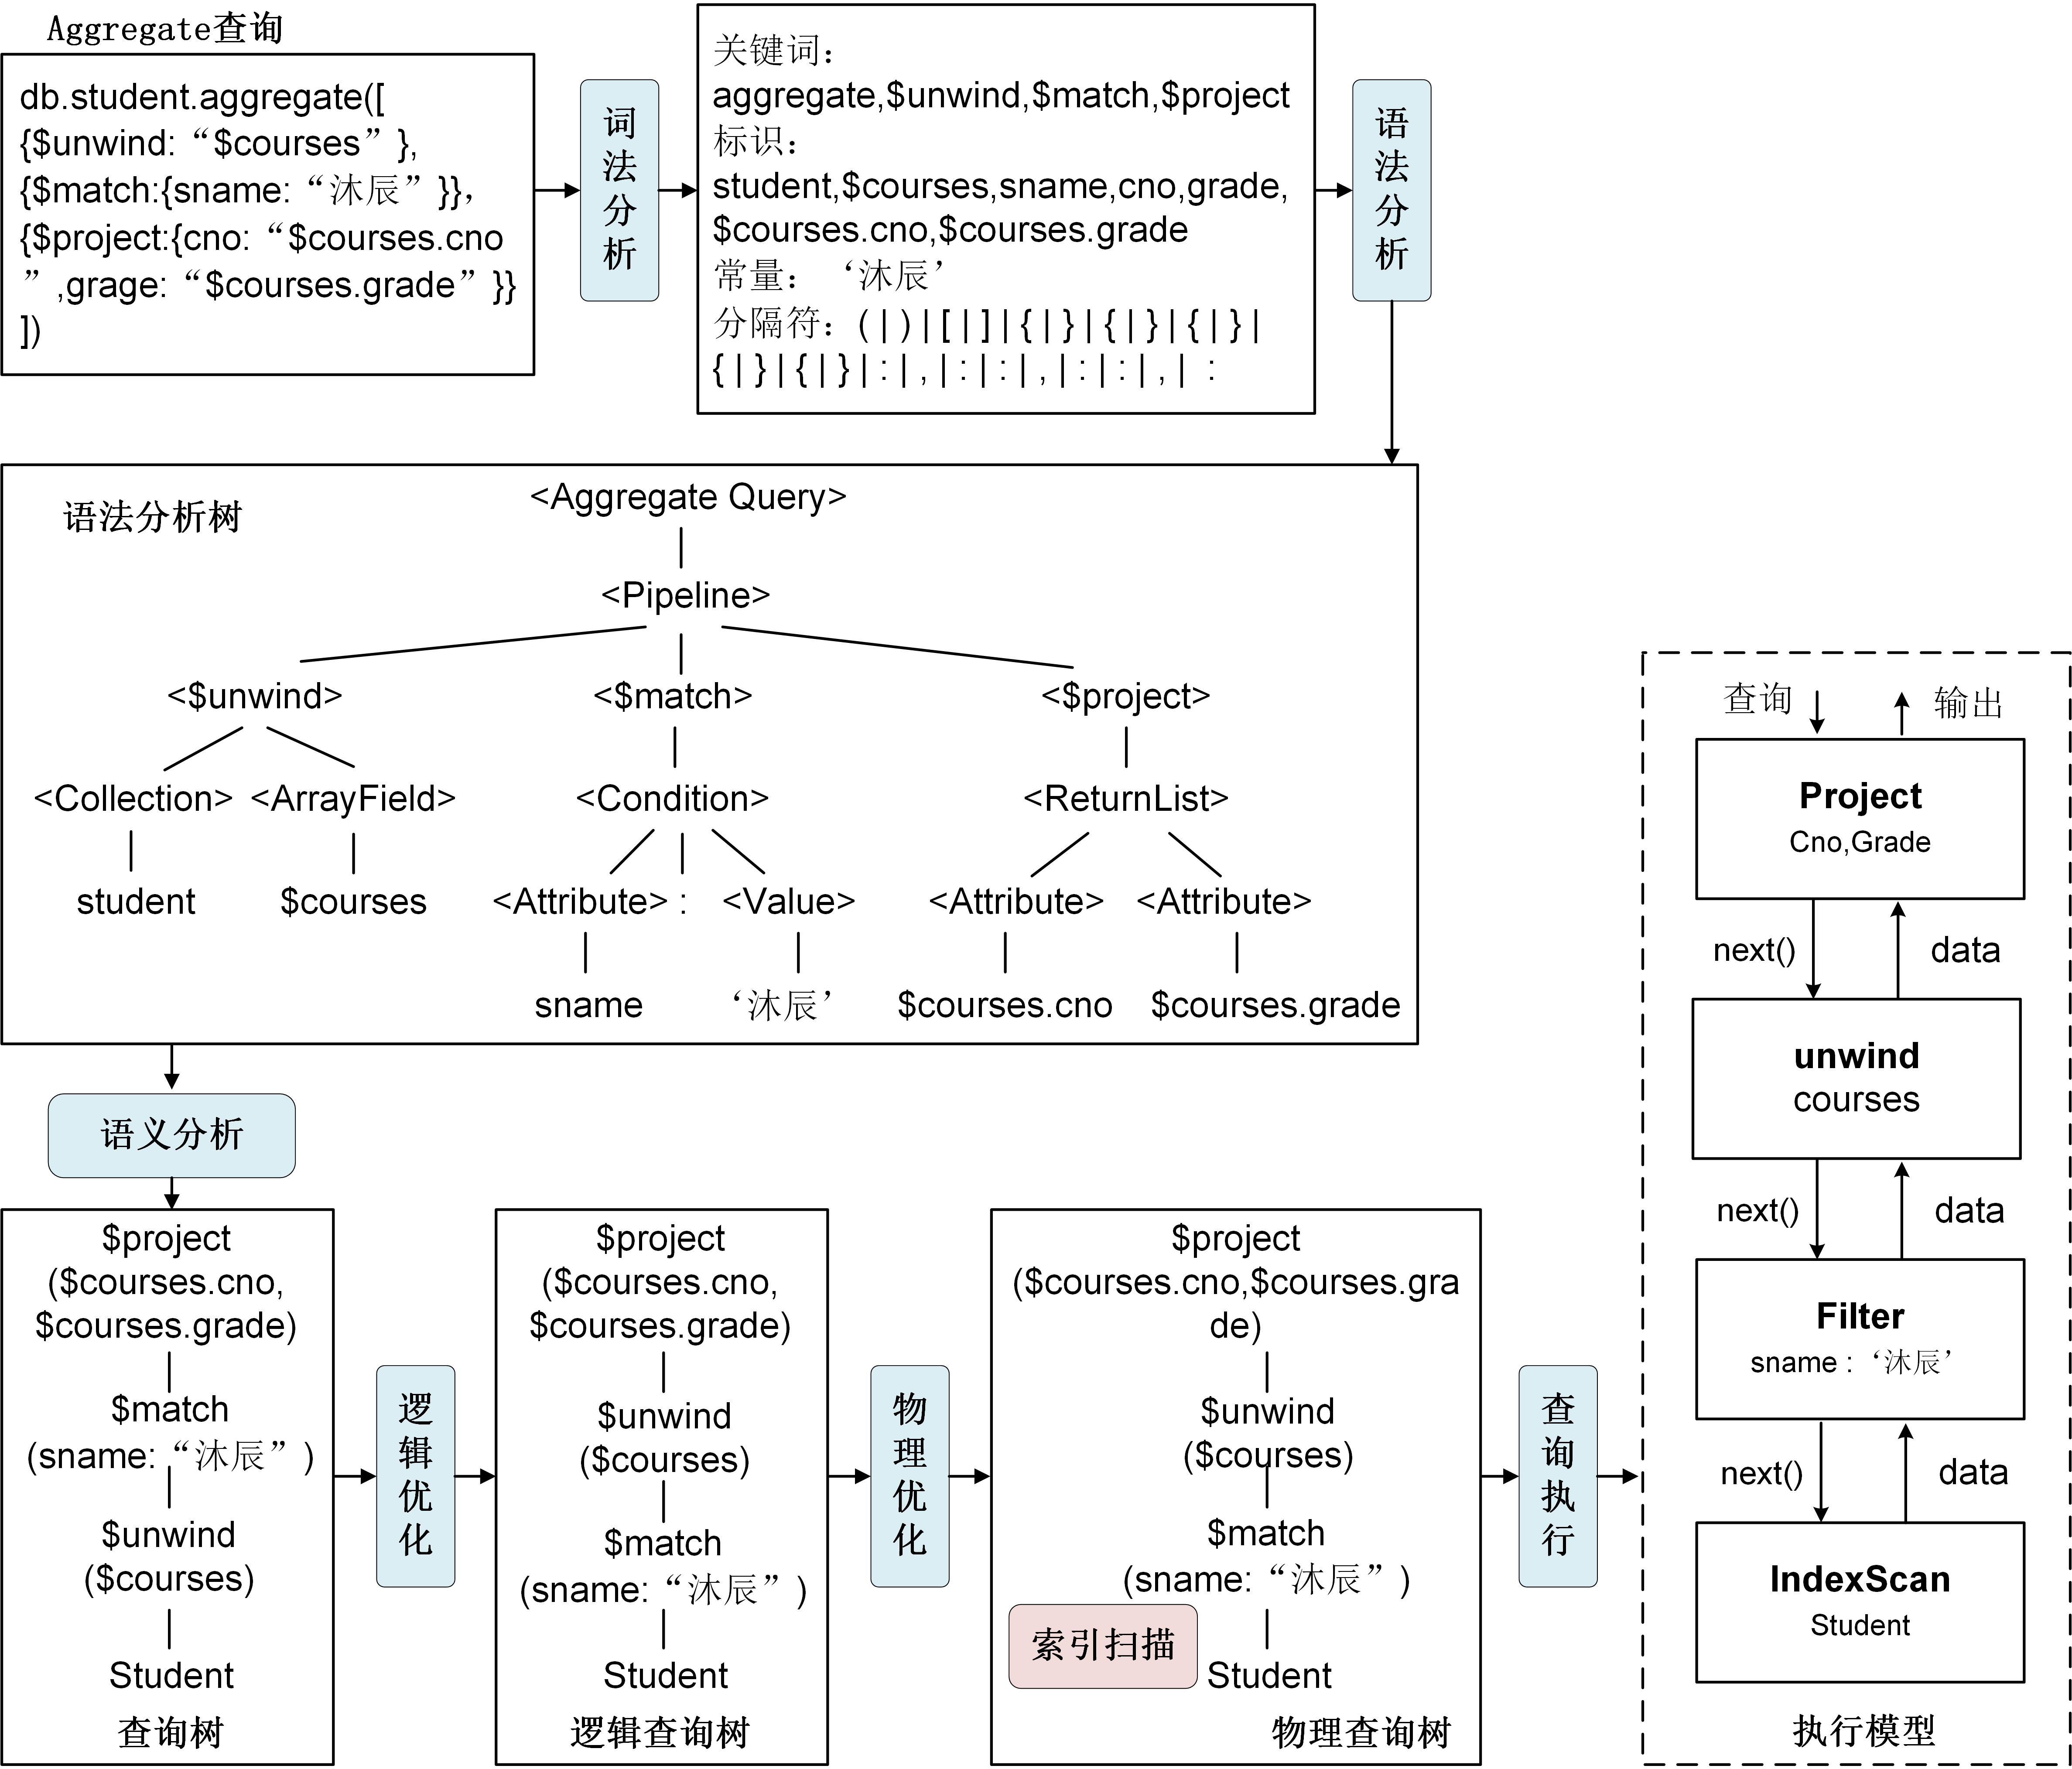 Aggregate查询
db.student.aggregate([
{$unwind:“$courses”},
{$match:{sname:“沐辰”}},
{$project:{cno:“$courses.cno
”,grage:“$courses.grade”}}
])
词法分析
关键词：
aggregate,$unwind,$match,$project
标识：
student,$courses,sname,cno,grade,
$courses.cno,$courses.grade
常量：‘沐辰’
分隔符：( | ) | [ | ] | { | } | { | } | { | } |
{ | } | { | } | : | , | : | : | , | : | : | , | :
语法分析
语法分析树
<Aggregate Query>
<Pipeline>
<$unwind> <$match> <$project>
<Collection> <ArrayField> <Condition> <ReturnList>
student $courses <Attribute> : <Value> <Attribute> <Attribute>
sname ‘沐辰’ $courses.cno $courses.grade
语义分析
$project
($courses.cno,
$courses.grade)
$match
(sname:“沐辰”)
$unwind
($courses)
Student
查询树
逻辑优化
$project
($courses.cno,
$courses.grade)
$unwind
($courses)
$match
(sname:“沐辰”)
Student
逻辑查询树
物理优化
$project
($courses.cno,$courses.gra
de)
$unwind
($courses)
$match
(sname:“沐辰”)
索引扫描
Student
物理查询树
查询执行
查询 输出
Project
Cno,Grade
next() data
unwind
courses
next() data
Filter
sname：‘沐辰’
next() data
IndexScan
Student
执行模型